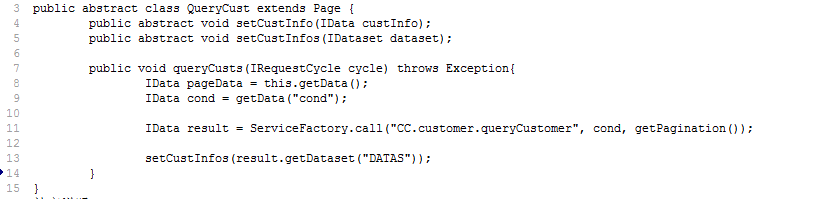 3 public abstract class QueryCust extends Page {
4 public abstract void setCustInfo(IData custInfo);
5 public abstract void setCustInfos(IDataset dataset);
6
7 public void queryCusts(IRequestCycle cycle) throws Exception{
8 IData pageData = this.getData();
9 IData cond = getData("cond");
10
11 IData result = ServiceFactory.call("CC.customer.queryCustomer", cond, getPagination());
12
13 setCustInfos(result.getDataset("DATAS"));
14 }
15 }